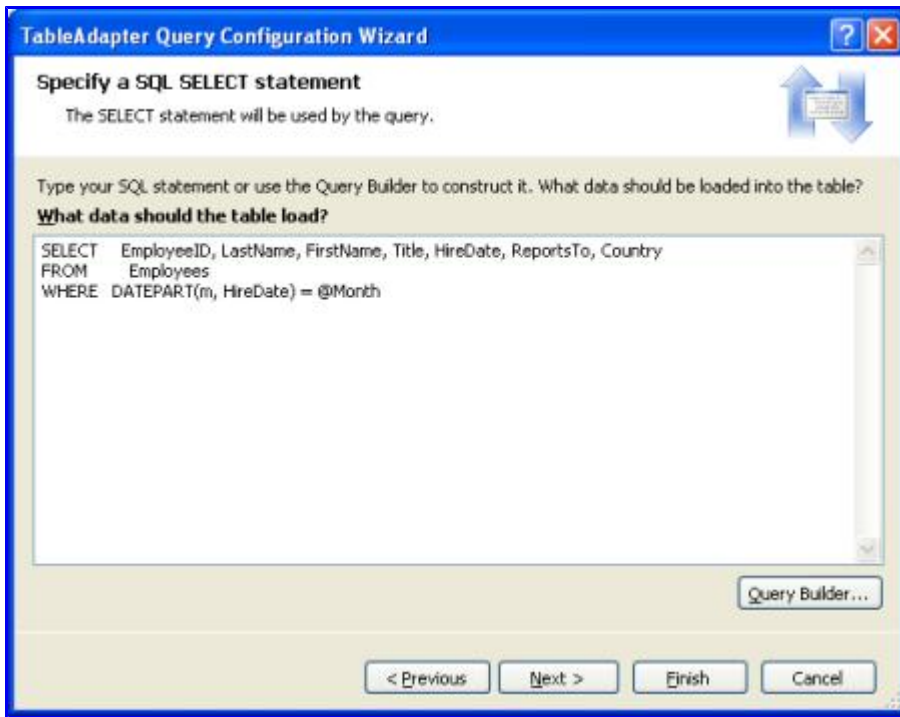 TableAdapter Query Configuration Wizard
Specify a SQL SELECT statement
The SELECT statement will be used by the query.
Type your SQL statement or use the Query Builder to construct it. What data should be loaded into the table?
What data should the table load?
SELECT EmployeeID, LastName, FirstName, Title, HireDate, ReportsTo, Country
FROM Employees
WHERE DATEPART(m, HireDate) = @Month
Query Builder...
< Previous Next > Finish Cancel